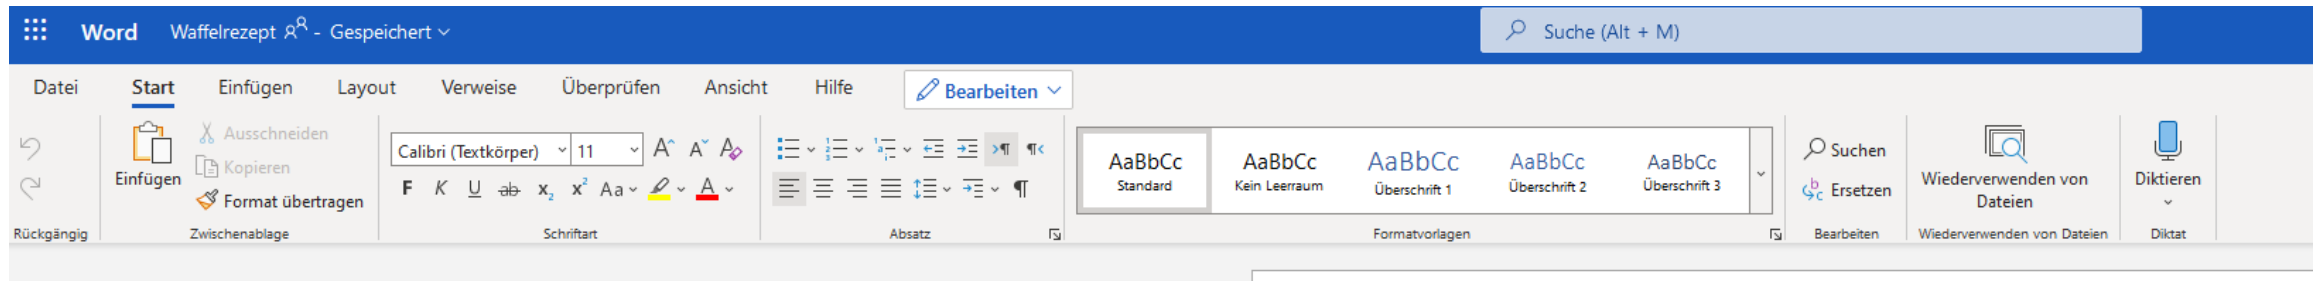 Word Waffelrezept - Gespeichert Suche (Alt + M)
Datei Start Einfügen Layout Verweise Überprüfen Ansicht Hilfe Bearbeiten
Einfügen
Ausschneiden
Kopieren
Format übertragen
Calibri (Textkörper) 11 A A A
F K U ab x2 x2 Aa A
AaBbCc AaBbCc AaBbCc AaBbCc AaBbCc
Standard Kein Leerraum Überschrift 1 Überschrift 2 Überschrift 3
Suchen
Ersetzen
Wiederverwenden von
Dateien
Diktieren
Rückgängig Zwischenablage Schriftart Absatz Formatvorlagen Bearbeiten Wiederverwenden von Dateien Diktat